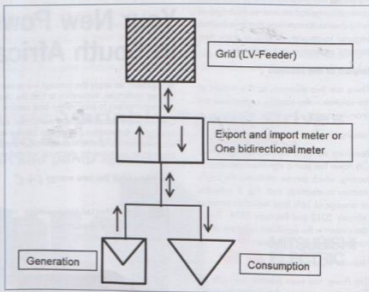 Grid (LV-Feeder)
Export and import meter or
One bidirectional meter
Generation
Consumption